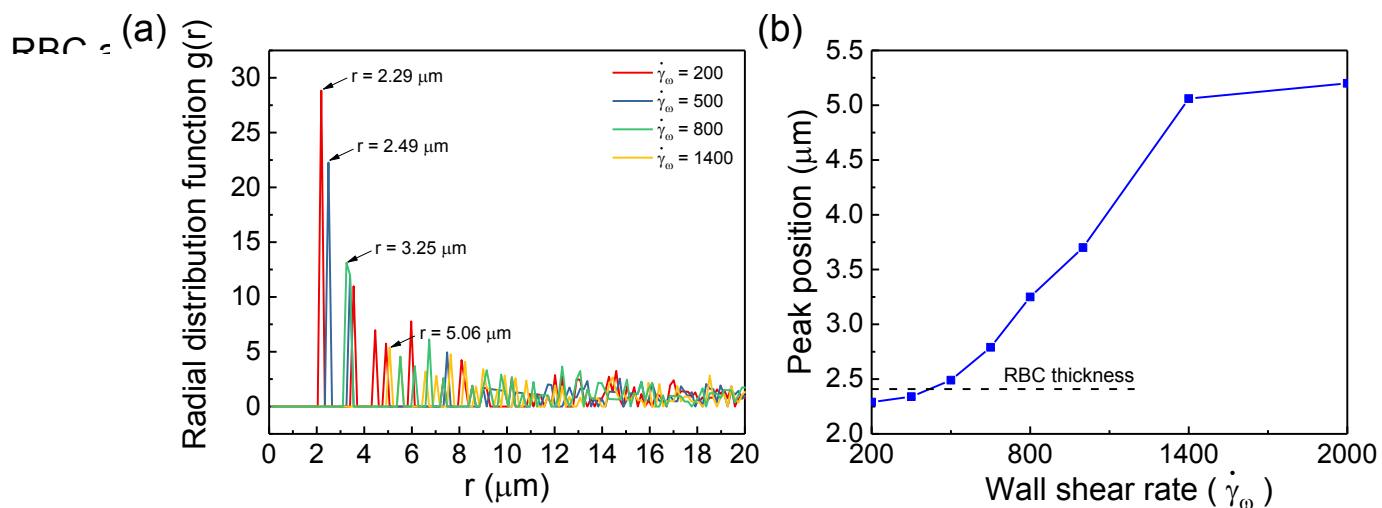 (a)
(b)
Radial distribution function g(r)
30
25
20
15
10
5
0
r = 2.29 μm
r = 2.49 μm
r = 3.25 μm
r = 5.06 μm
γ̇ω = 200
γ̇ω = 500
γ̇ω = 800
γ̇ω = 1400
0 2 4 6 8 10 12 14 16 18 20
r (μm)
Peak position (μm)
5.5
5.0
4.5
4.0
3.5
3.0
2.5
2.0
RBC thickness
200 800 1400 2000
Wall shear rate ( γ̇ω )